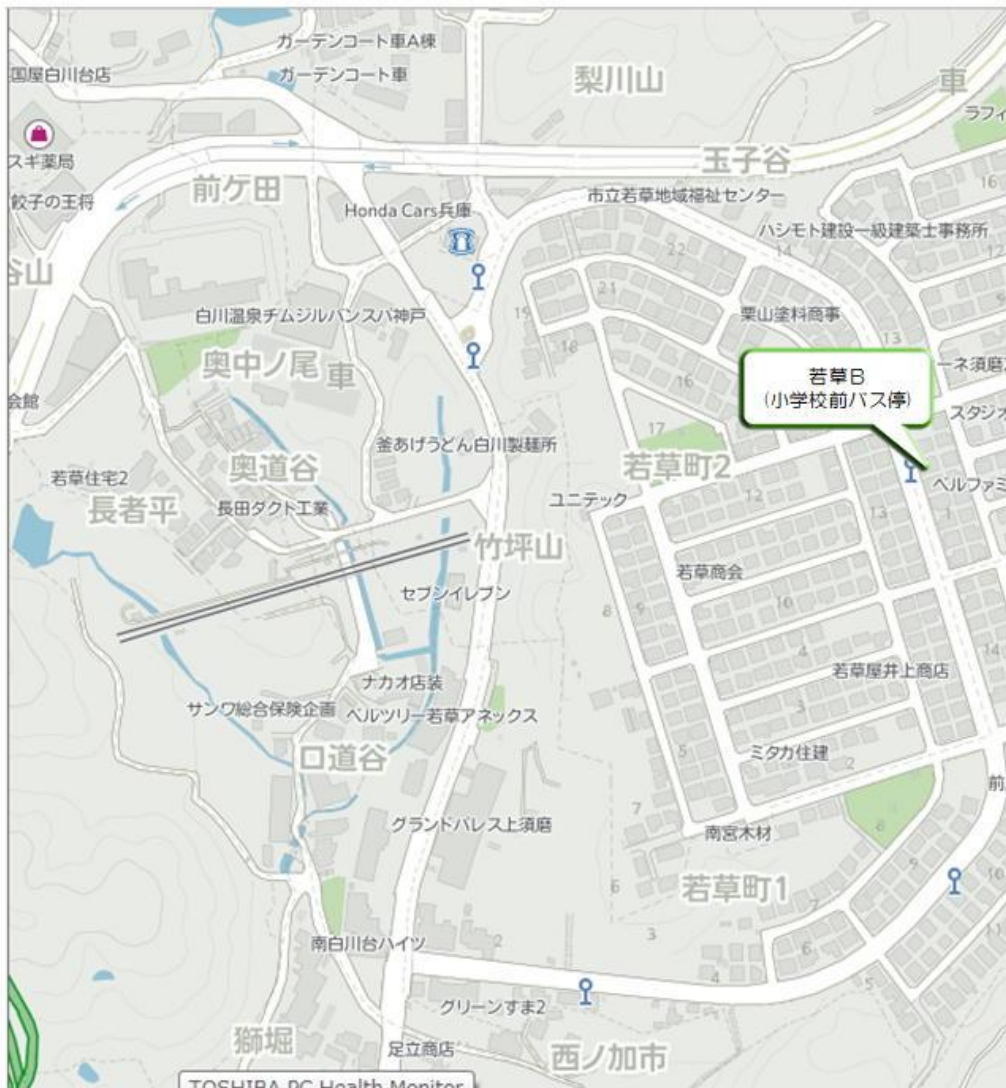 ガーデンコート車A棟
ガーデンコート車
梨川山
車
国屋白川台店
ラフィ
スギ薬局
玉子谷
前ケ田
16
餃子の王将
市立若草地域福祉センター
Honda Cars兵庫
ハシモト建設一級建築士事務所
14
22
谷山
21
19
白川温泉チムジルバンスパ神戸
栗山塗料商事
13
18
奥中ノ尾
車
16
若草B
(小学校前バス停)
ーネ須磨
会館
スタジオ
17
釜あげうどん白川製麺所
奥道谷
若草町2
若草住宅2
ベルファミ
長者平
長田ダクト工業
ユニテック
12
13
1
竹坪山
若草商会
セブンイレブン
8
9
10
4
14
若草屋井上商店
ナカオ店装
サンワ総合保険企画
ベルツリー若草アネックス
3
5
ミタカ住建
2
口道谷
前
7
8
グランドパレス上須磨
南宮木材
9
10
6
若草町1
7
11
南白川台ハイツ
2
3
6
4
5
グリーンすま2
獅堀
足立商店
西ノ加市
TOSHIBA PC Health Monitor